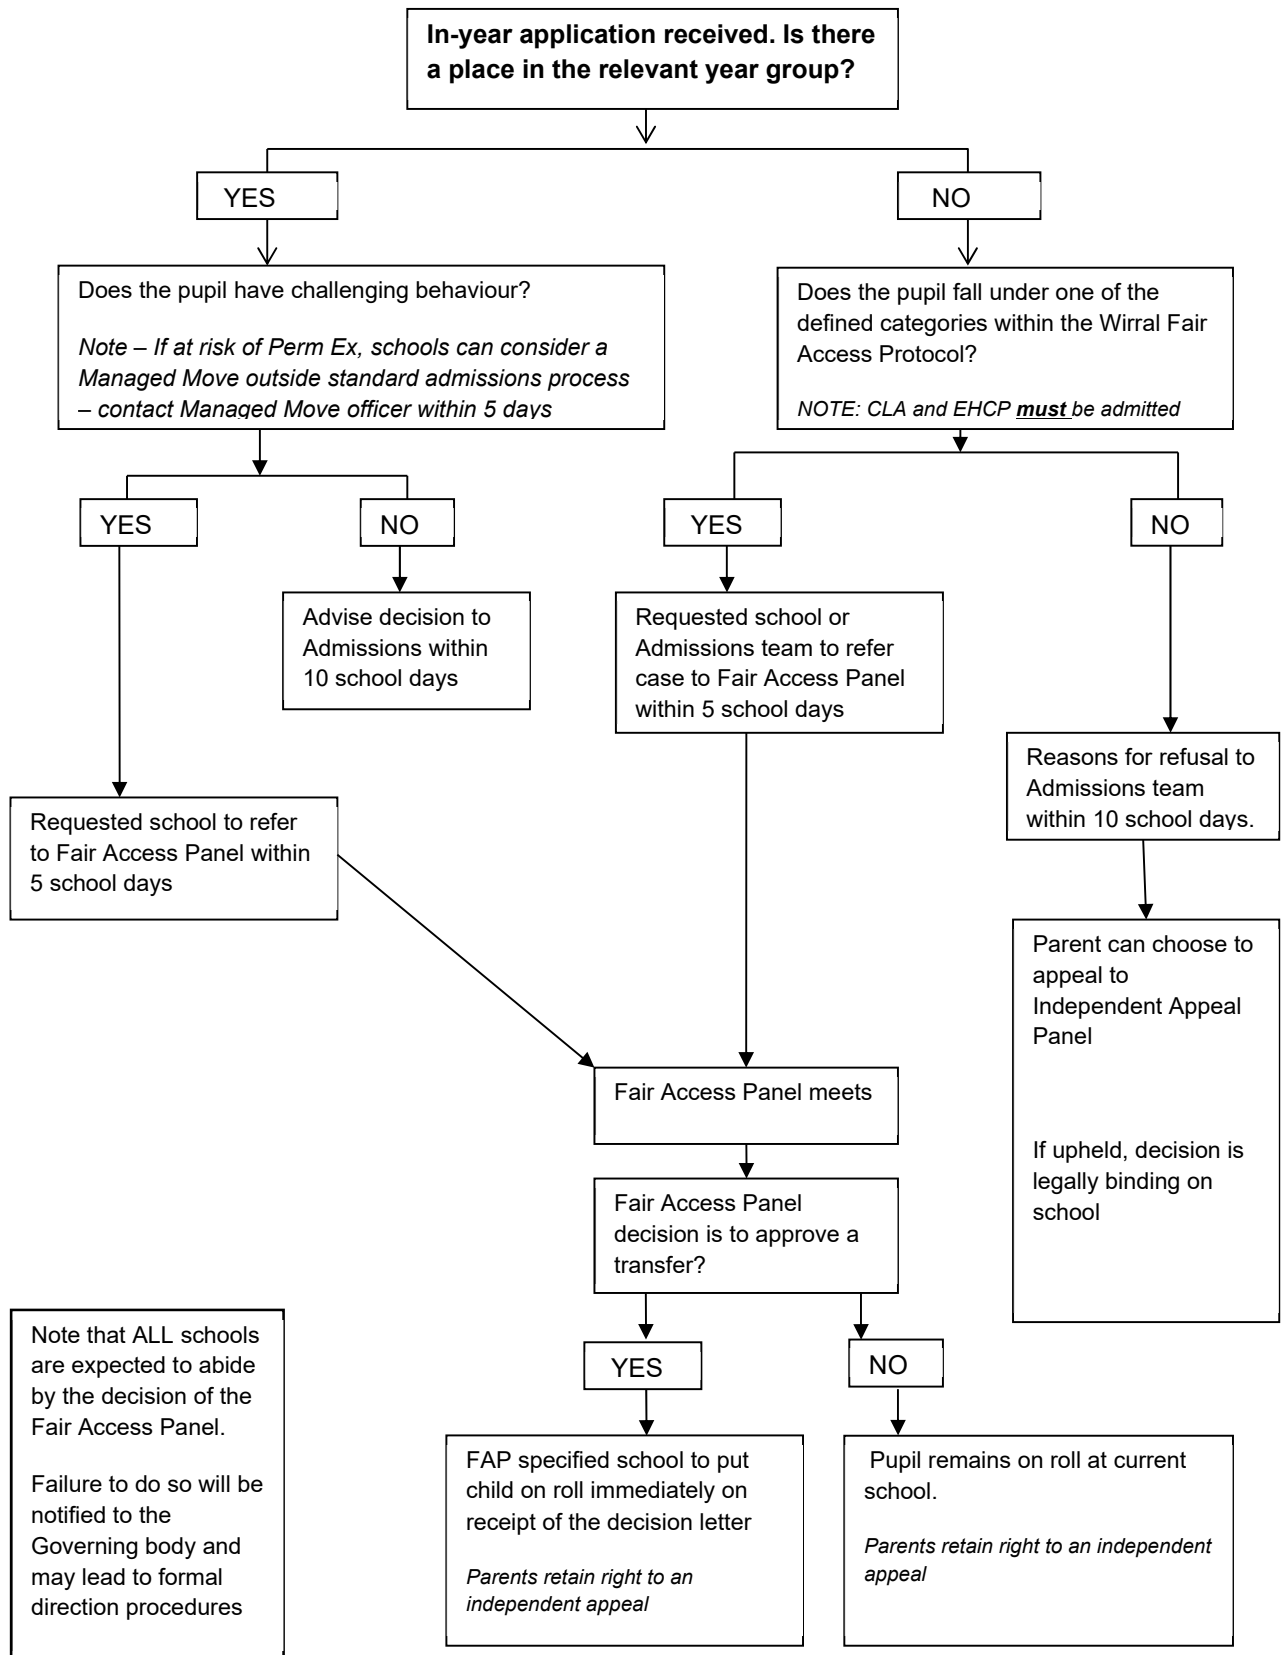 In-year application received. Is there
a place in the relevant year group?
YES
NO
Does the pupil have challenging behaviour?
Note – If at risk of Perm Ex, schools can consider a
Managed Move outside standard admissions process
– contact Managed Move officer within 5 days
Does the pupil fall under one of the
defined categories within the Wirral Fair
Access Protocol?
NOTE: CLA and EHCP must be admitted
YES
NO
YES
NO
Advise decision to
Admissions within
10 school days
Requested school or
Admissions team to refer
case to Fair Access Panel
within 5 school days
Reasons for refusal to
Admissions team
within 10 school days.
Requested school to refer
to Fair Access Panel within
5 school days
Parent can choose to
appeal to
Independent Appeal
Panel
If upheld, decision is
legally binding on
school
Fair Access Panel meets
Fair Access Panel
decision is to approve a
transfer?
YES
NO
Note that ALL schools
are expected to abide
by the decision of the
Fair Access Panel.
Failure to do so will be
notified to the
Governing body and
may lead to formal
direction procedures
FAP specified school to put
child on roll immediately on
receipt of the decision letter
Parents retain right to an
independent appeal
Pupil remains on roll at current
school.
Parents retain right to an independent
appeal